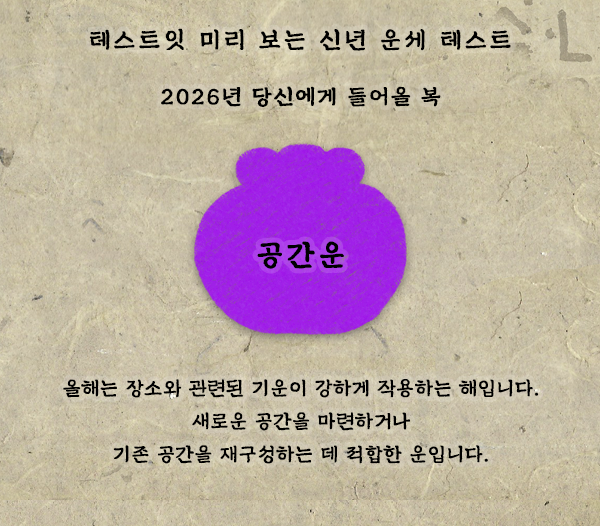 테스트잇 미리 보는 신년 운세 테스트
2026년 당신에게 들어올 복
공간운
올해는 장소와 관련된 기운이 강하게 작용하는 해입니다.
새로운 공간을 마련하거나
기존 공간을 재구성하는 데 적합한 운입니다.